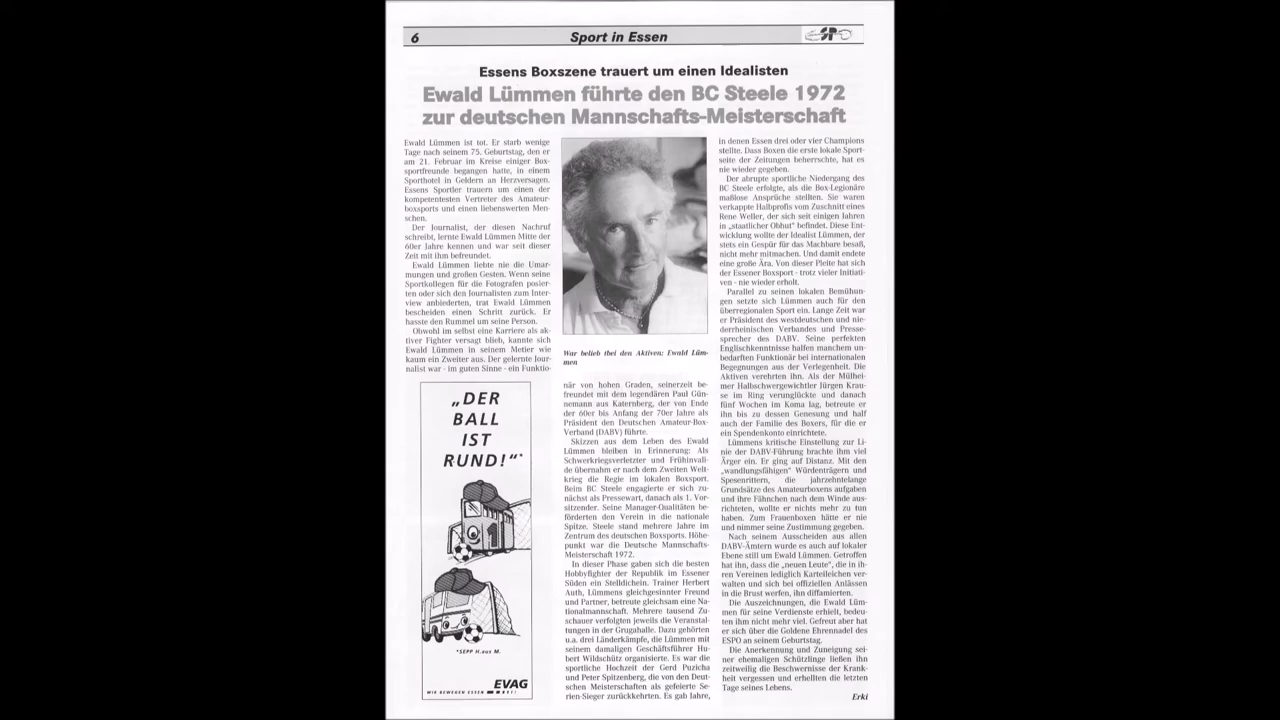 6
Sport in Essen
SP
Essens Boxszene trauert um einen Idealisten
Ewald Lümmen führte den BC Steele 1972
zur deutschen Mannschafts-Meisterschaft
Ewald Lümmen ist tot. Er starb wenige
Tage nach seinem 75. Geburtstag, den er
am 21. Februar im Kreise einiger Box-
sportfreunde begangen hatte, in einem
Sporthotel in Geldern an Herzversagen.
Essens Sportler trauern um einen der
kompetentesten Vertreter des Amateur-
boxsports und einen liebenswerten Men-
schen.
Der Journalist, der diesen Nachruf
schreibt, lernte Ewald Lümmen Mitte der
60er Jahre kennen und war seit dieser
Zeit mit ihm befreundet.
Ewald Lümmen liebte nie die Umar-
mungen und großen Gesten. Wenn seine
Sportkollegen für die Fotografen posier-
ten oder sich den Journalisten zum Inter-
view anbiederten, trat Ewald Lümmen
bescheiden einen Schritt zurück. Er
hasste den Rummel um seine Person.
Obwohl im selbst eine Karriere als ak-
tiver Fighter versagt blieb, kannte sich
Ewald Lümmen in seinem Metier wie
kaum ein Zweiter aus. Der gelernte Jour-
nalist war - im guten Sinne - ein Funktio-
„DER
BALL
IST
RUND!"*
1
*SEPP H.aus M.
EVAG
WIR BEWEGEN ESSEN
War belieb tbei den Aktiven: Ewald Lüm-
men
när von hohen Graden, seinerzeit be-
freundet mit dem legendären Paul Gün-
nemann aus Katernberg, der von Ende
der 60er bis Anfang der 70er Jahre als
Präsident den Deutschen Amateur-Box-
Verband (DABV) führte.
Skizzen aus dem Leben des Ewald
Lümmen bleiben in Erinnerung: Als
Schwerkriegsverletzter und Frühinvali-
de übernahm er nach dem Zweiten Welt-
krieg die Regie im lokalen Boxsport.
Beim BC Steele engagierte er sich zu-
nächst als Pressewart, danach als 1. Vor-
sitzender. Seine Manager-Qualitäten be-
förderten den Verein in die nationale
Spitze. Steele stand mehrere Jahre im
Zentrum des deutschen Boxsports. Höhe-
punkt war die Deutsche Mannschafts-
Meisterschaft 1972.
In dieser Phase gaben sich die besten
Hobbyfighter der Republik im Essener
Süden ein Stelldichein. Trainer Herbert
Auth, Lümmens gleichgesinnter Freund
und Partner, betreute gleichsam eine Na-
tionalmannschaft. Mehrere tausend Zu-
schauer verfolgten jeweils die Veranstal-
tungen in der Grugahalle. Dazu gehörten
u.a. drei Länderkämpfe, die Lümmen mit
seinem damaligen Geschäftsführer Hu-
bert Wildschütz organisierte. Es war die
sportliche Hochzeit der Gerd Puzicha
und Peter Spitzenberg, die von den Deut-
schen Meisterschaften als gefeierte Se-
rien-Sieger zurückkehrten. Es gab Jahre,
in denen Essen drei oder vier Champions
stellte. Dass Boxen die erste lokale Sport-
seite der Zeitungen beherrschte, hat es
nie wieder gegeben.
Der abrupte sportliche Niedergang des
BC Steele erfolgte, als die Box-Legionäre
maßlose Ansprüche stellten. Sie waren
verkappte Halbprofis vom Zuschnitt eines
Rene Weller, der sich seit einigen Jahren
in „staatlicher Obhut" befindet. Diese Ent-
wicklung wollte der Idealist Lümmen, der
stets ein Gespür für das Machbare besaß,
nicht mehr mitmachen. Und damit endete
eine große Ära. Von dieser Pleite hat sich
der Essener Boxsport - trotz vieler Initiati-
ven - nie wieder erholt.
Parallel zu seinen lokalen Bemühun-
gen setzte sich Lümmen auch für den
überregionalen Sport ein. Lange Zeit war
er Präsident des westdeutschen und nie-
derrheinischen Verbandes und Presse-
sprecher des DABV. Seine perfekten
Englischkenntnisse halfen manchem un-
bedarften Funktionär bei internationalen
Begegnungen aus der Verlegenheit. Die
Aktiven verehrten ihn. Als der Mülhei-
mer Halbschwergewichtler Jürgen Krau-
se im Ring verunglückte und danach
fünf Wochen im Koma lag, betreute er
ihn bis zu dessen Genesung und half
auch der Familie des Boxers, für die er
ein Spendenkonto einrichtete.
Lümmens kritische Einstellung zur Li-
nie der DABV-Führung brachte ihm viel
Ärger ein. Er ging auf Distanz. Mit den
„wandlungsfähigen" Würdenträgern und
Spesenrittern, die jahrzehntelange
Grundsätze des Amateurboxens aufgaben
und ihre Fähnchen nach dem Winde aus-
richteten, wollte er nichts mehr zu tun
haben. Zum Frauenboxen hätte er nie
und nimmer seine Zustimmung gegeben.
Nach seinem Ausscheiden aus allen
DABV-Ämtern wurde es auch auf lokaler
Ebene still um Ewald Lümmen. Getroffen
hat ihn, dass die „neuen Leute", die in ih-
ren Vereinen lediglich Karteileichen ver-
walten und sich bei offiziellen Anlässen
in die Brust werfen, ihn diffamierten.
Die Auszeichnungen, die Ewald Lüm-
men für seine Verdienste erhielt, bedeu-
ten ihm nicht mehr viel. Gefreut aber hat
er sich über die Goldene Ehrennadel des
ESPO an seinem Geburtstag.
Die Anerkennung und Zuneigung sei-
ner ehemaligen Schützlinge ließen ihn
zeitweilig die Beschwernisse der Krank-
heit vergessen und erhellten die letzten
Tage seines Lebens.
Erki